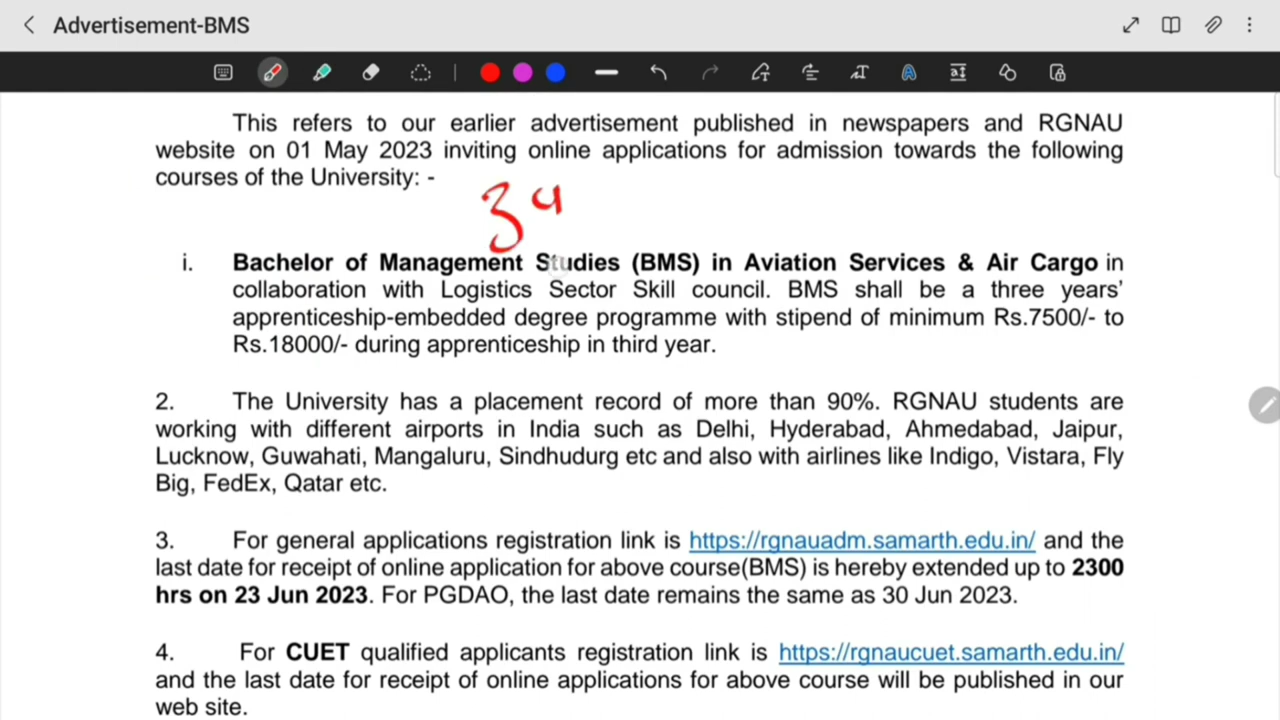 Advertisement-BMS
This refers to our earlier advertisement published in newspapers and RGNAU
website on 01 May 2023 inviting online applications for admission towards the following
courses of the University: -
i. Bachelor of Management Studies (BMS) in Aviation Services & Air Cargo in
collaboration with Logistics Sector Skill council. BMS shall be a three years'
apprenticeship-embedded degree programme with stipend of minimum Rs.7500/- to
Rs.18000/- during apprenticeship in third year.
2. The University has a placement record of more than 90%. RGNAU students are
working with different airports in India such as Delhi, Hyderabad, Ahmedabad, Jaipur,
Lucknow, Guwahati, Mangaluru, Sindhudurg etc and also with airlines like Indigo, Vistara, Fly
Big, FedEx, Qatar etc.
3. For general applications registration link is https://rgnauadm.samarth.edu.in/ and the
last date for receipt of online application for above course(BMS) is hereby extended up to 2300
hrs on 23 Jun 2023. For PGDAO, the last date remains the same as 30 Jun 2023.
4. For CUET qualified applicants registration link is https://rgnaucuet.samarth.edu.in/
and the last date for receipt of online applications for above course will be published in our
web site.